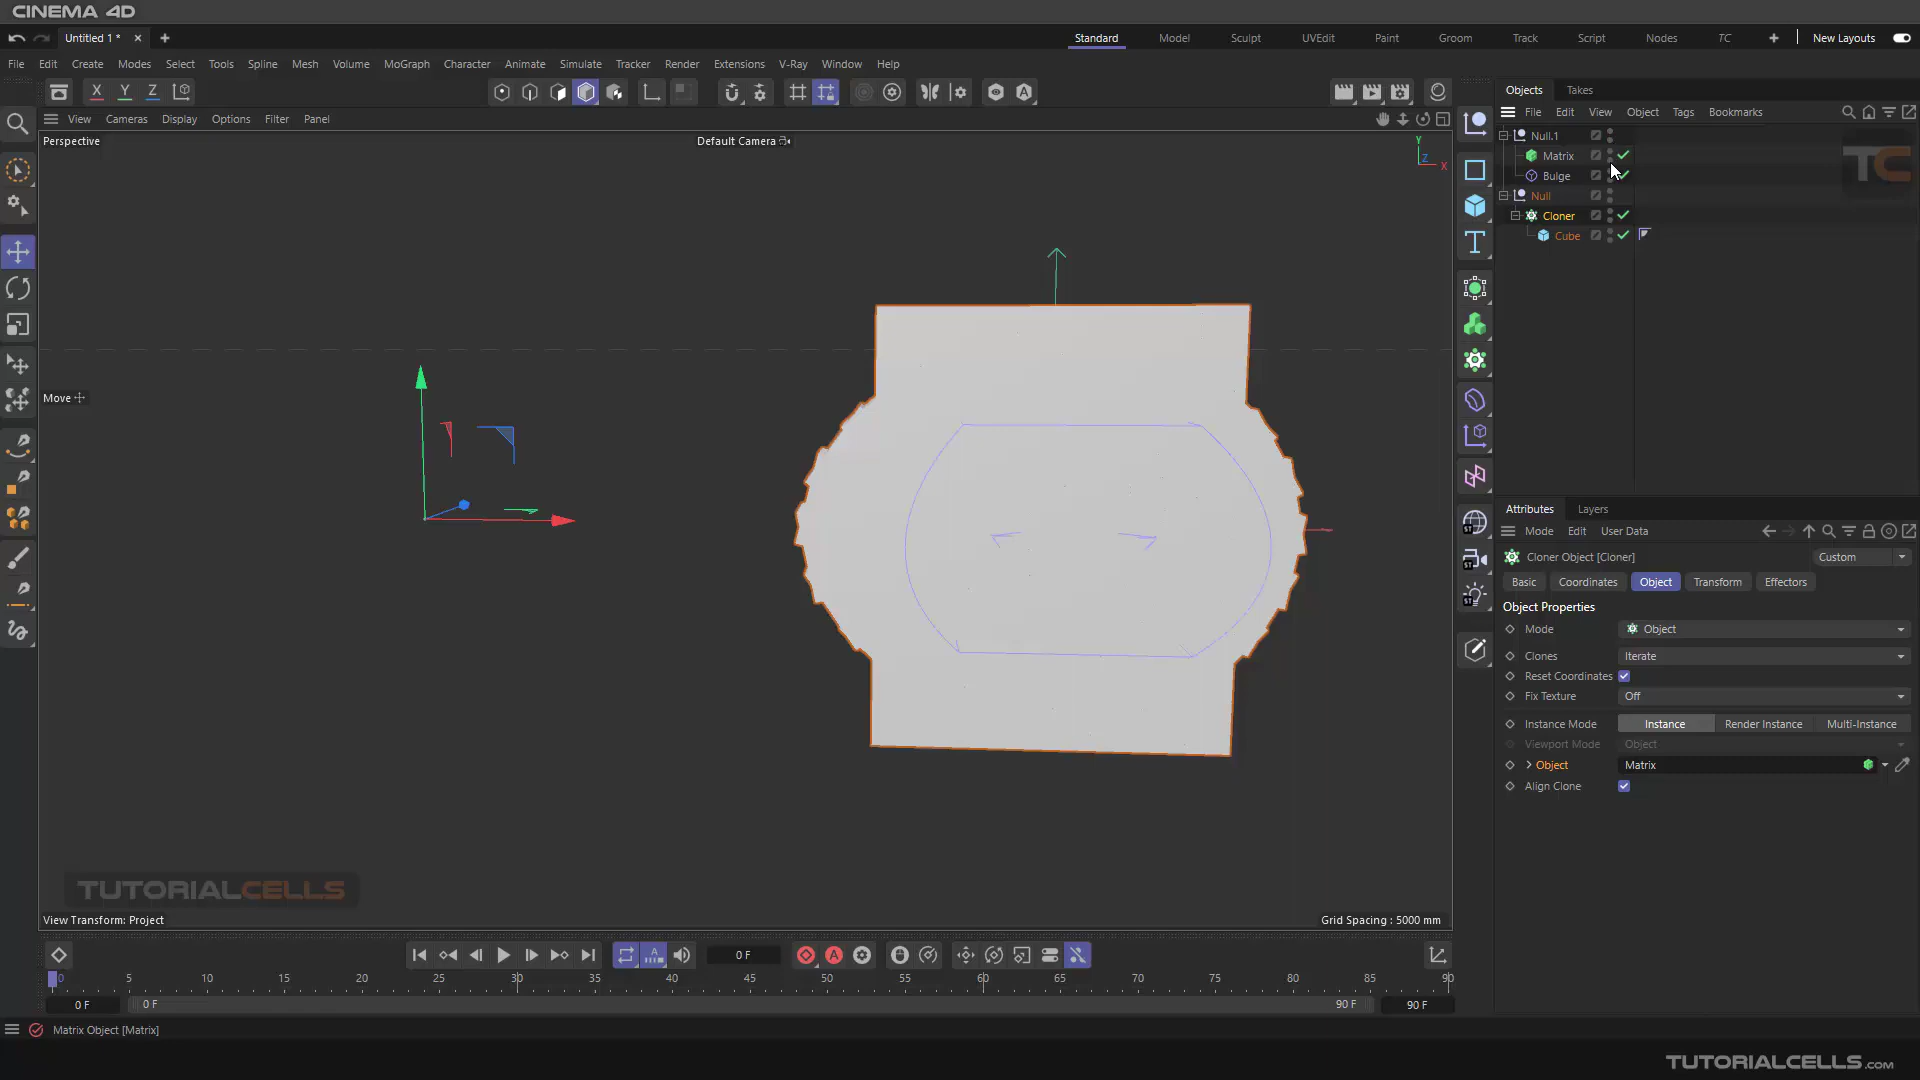 CINEMA 4D
Untitled 1 *
Standard Model Sculpt UVEdit Paint Groom Track Script Nodes TC New Layouts
File Edit Create Modes Select Tools Spline Mesh Volume MoGraph Character Animate Simulate Tracker Render Extensions V-Ray Window Help
X Y Z
Objects Takes
File Edit View Object Tags Bookmarks
View Cameras Display Options Filter Panel
Perspective
Default Camera
Y
Z
X
Null.1
Matrix
Bulge
Null
Cloner
Cube
TC
Move
Attributes Layers
Mode Edit User Data
Cloner Object [Cloner]
Custom
Basic Coordinates Object Transform Effectors
Object Properties
Mode Object
Clones Iterate
Reset Coordinates
Fix Texture Off
Instance Mode Instance Render Instance Multi-Instance
Viewport Mode Object
Object Matrix
Align Clone
TUTORIALCELLS
View Transform: Project
Grid Spacing : 5000 mm
0 F
0 5 10 15 20 25 30 35 40 45 50 55 60 65 70 75 80 85 90
0 F 0 F 90 F 90 F
Matrix Object [Matrix]
TUTORIALCELLS.COM